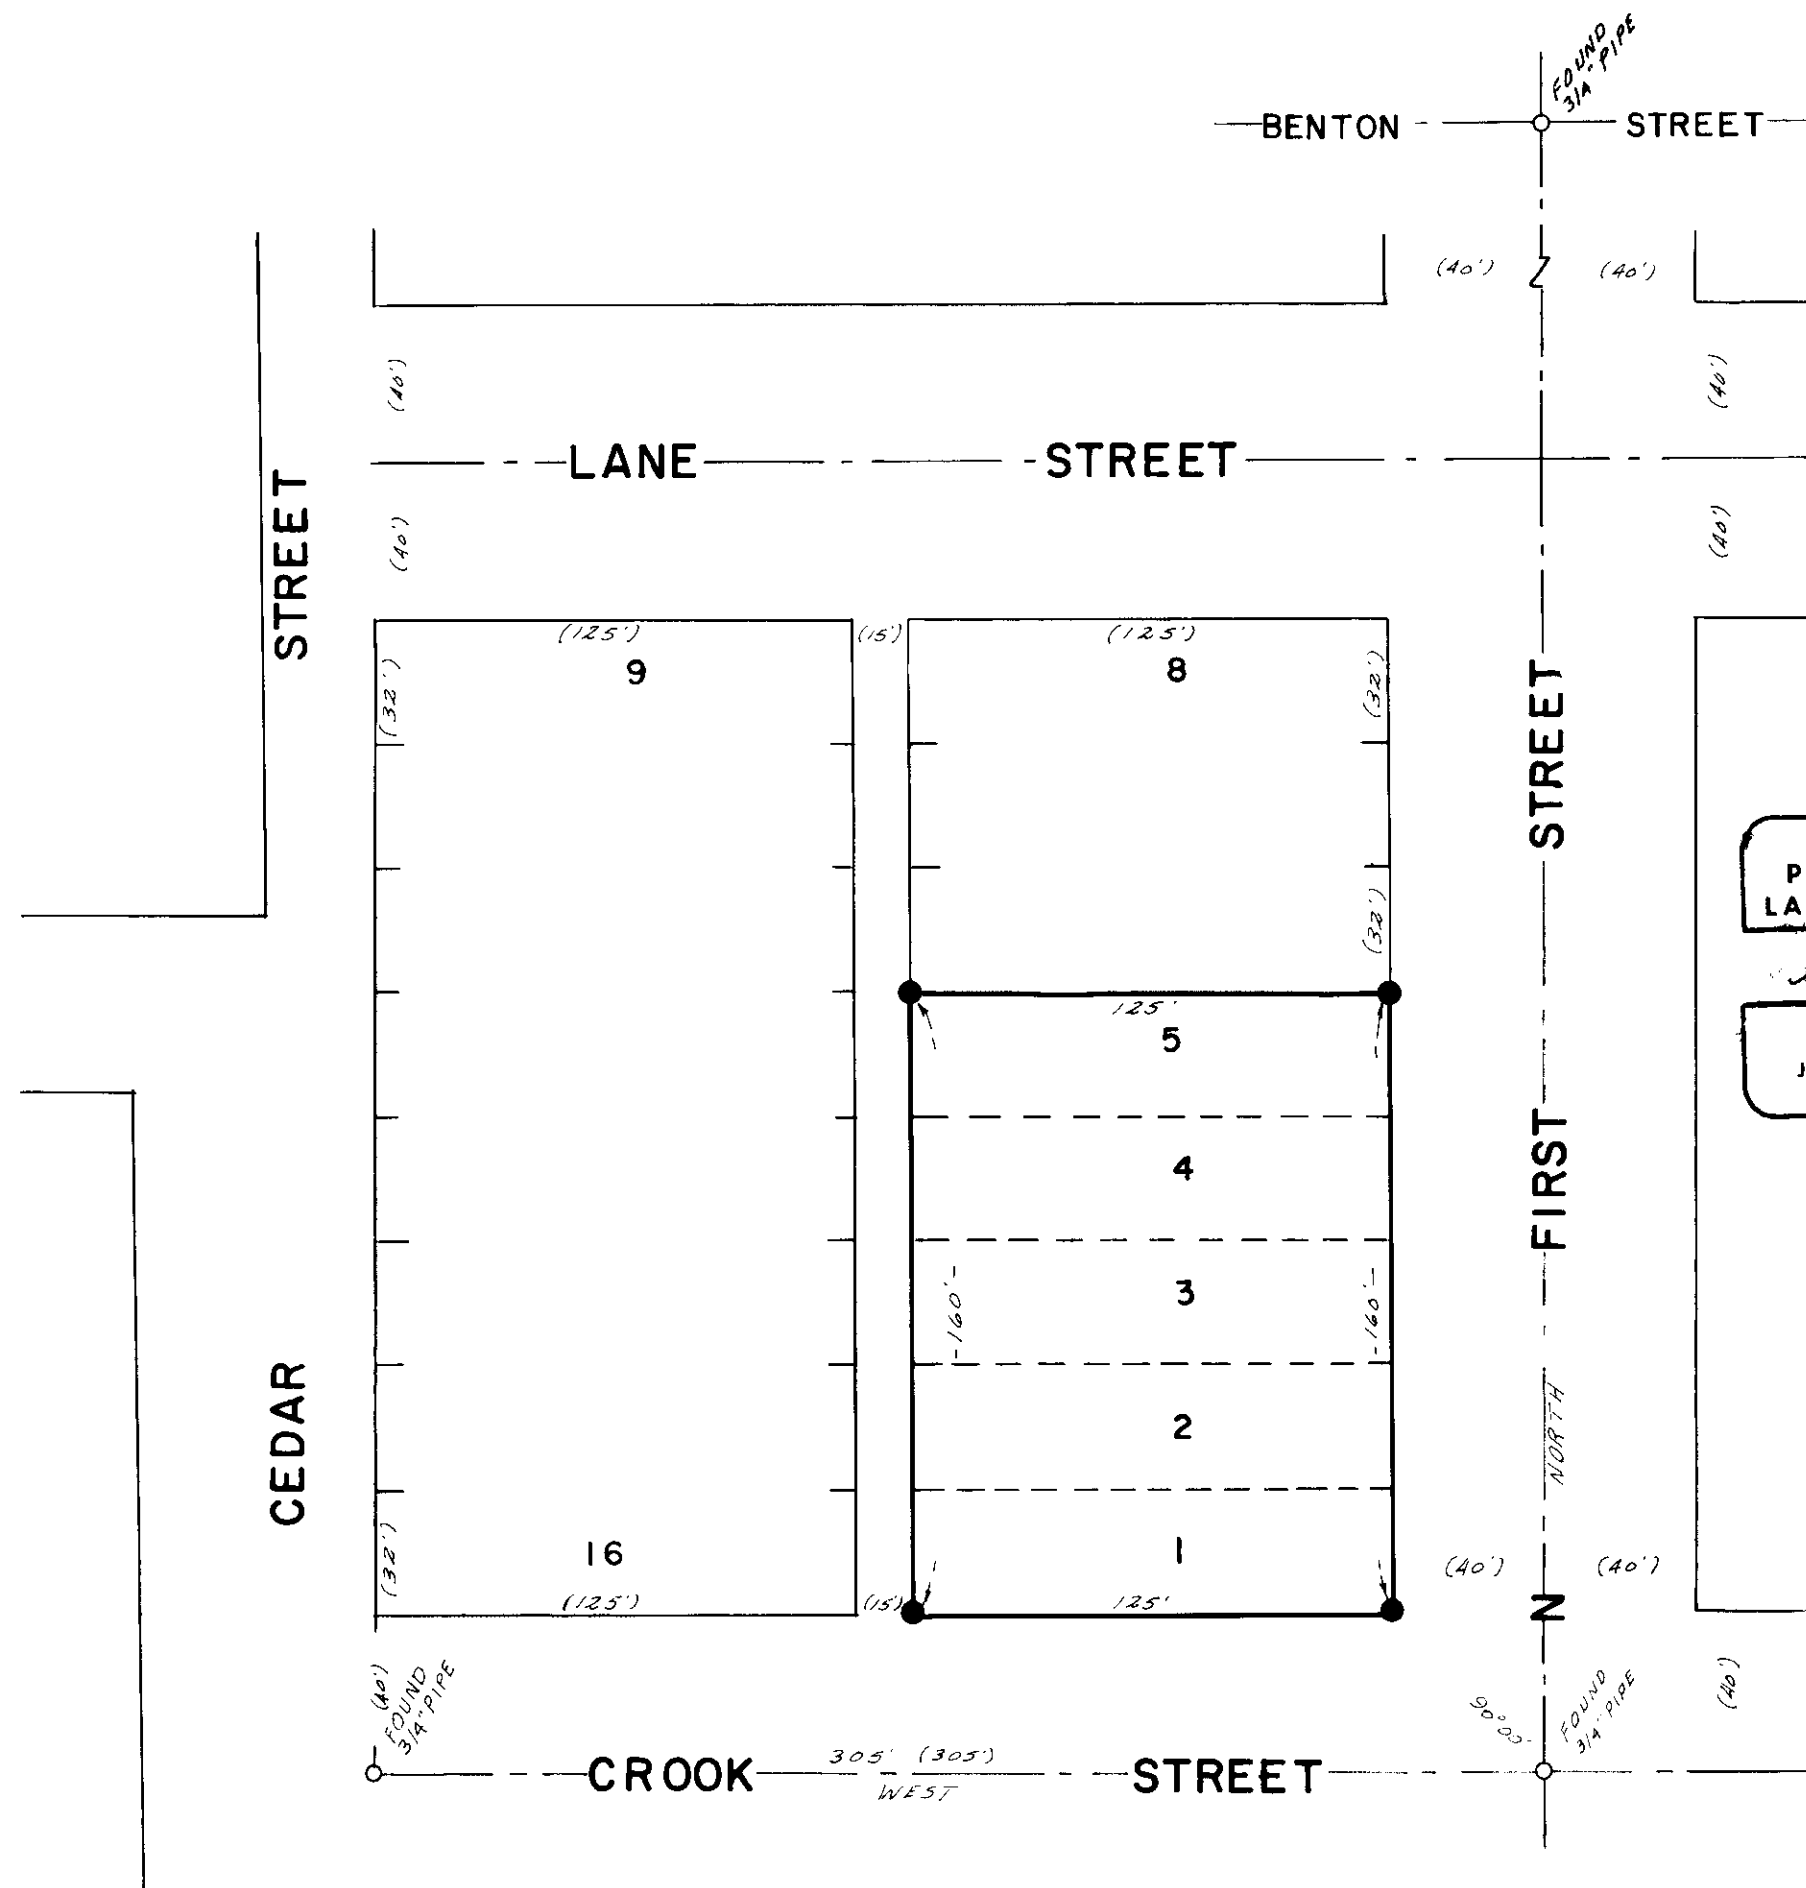 FOUND
3/4" PIPE
BENTON STREET
(40') (40')
(40') (40')
LANE STREET
(40') (40')
STREET
(125') (15') (125')
9 8
(32') (32')
STREET
(32')
P
LA
125'
5
4
FIRST
3
160' 160'
2
CEDAR
NORTH
16 1
(32')
(40') (40')
(125') (15') 125'
N
(40')
FOUND
3/4" PIPE
90°00'
FOUND
3/4" PIPE
(40')
305' (305')
CROOK STREET
WEST